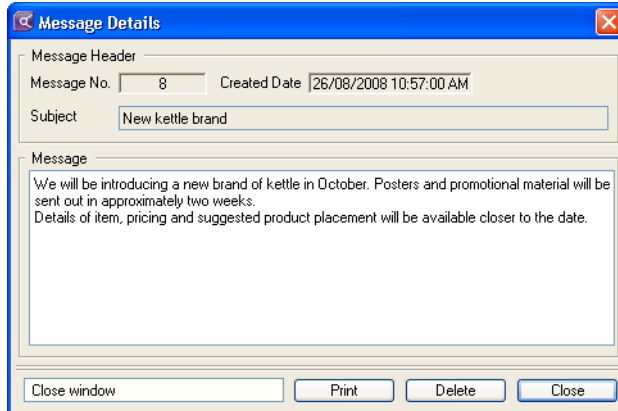 Message Details
Message Header
Message No. 8 Created Date 26/08/2008 10:57:00 AM
Subject New kettle brand
Message
We will be introducing a new brand of kettle in October. Posters and promotional material will be
sent out in approximately two weeks.
Details of item, pricing and suggested product placement will be available closer to the date.
Close window Print Delete Close